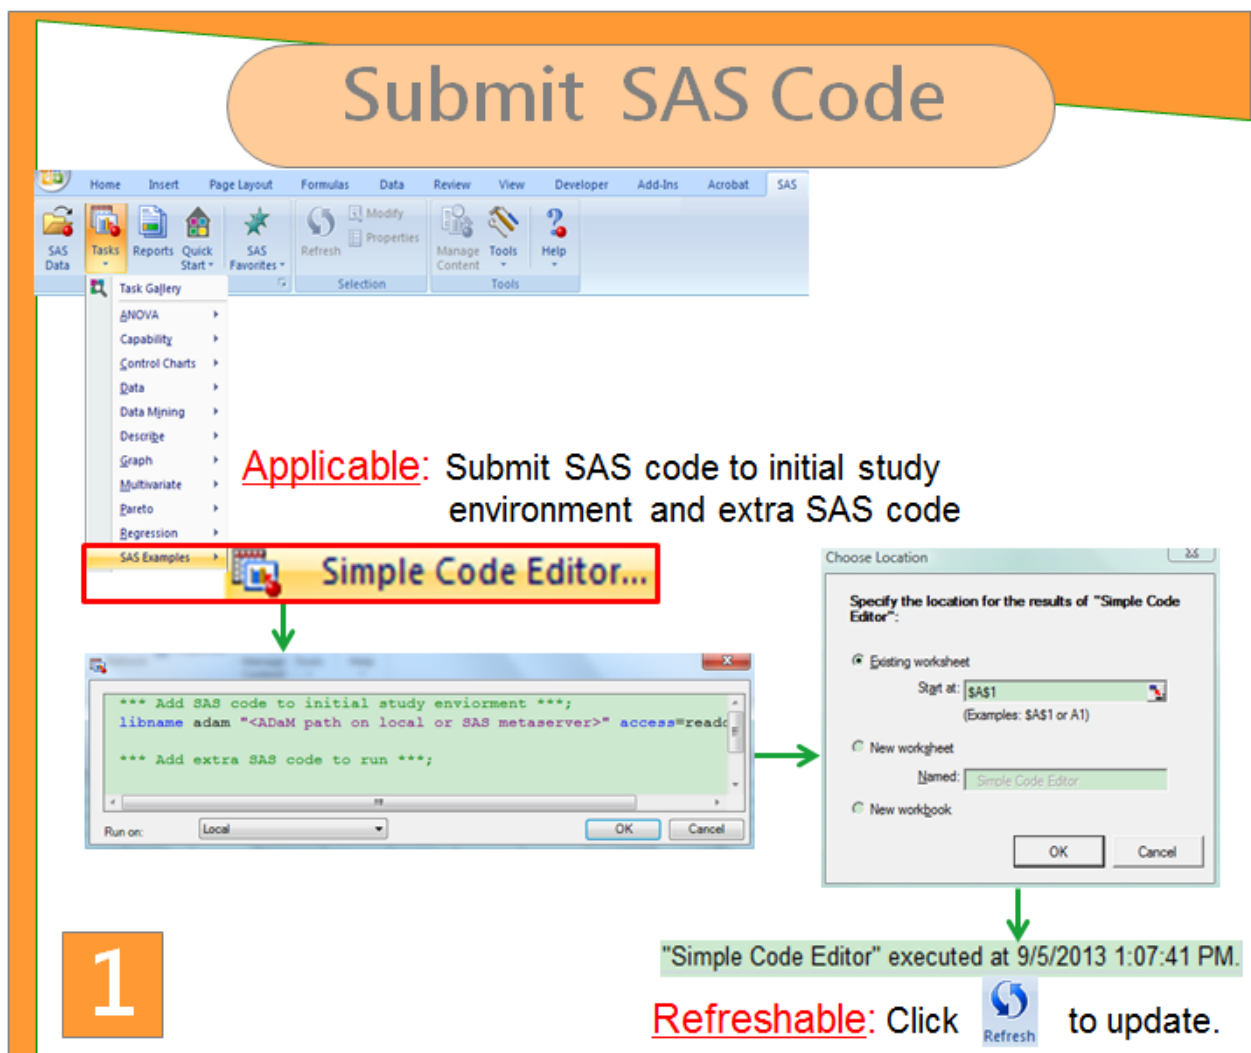 Submit SAS Code
Home Insert Page Layout Formulas Data Review View Developer Add-Ins Acrobat SAS
SAS Data Tasks Reports Quick Start SAS Favorites Refresh Modify Properties Manage Content Tools Help
Selection Tools
Task Gallery
ANOVA
Capability
Control Charts
Data
Data Mining
Describe
Graph
Multivariate
Pareto
Regression
SAS Examples
Applicable: Submit SAS code to initial study
environment and extra SAS code
Simple Code Editor...
*** Add SAS code to initial study enviorment ***;
libname adam "<ADaM path on local or SAS metaserver>" access=reado
*** Add extra SAS code to run ***;
Run on: Local OK Cancel
Choose Location
Specify the location for the results of "Simple Code
Editor":
Existing worksheet
Start at: $A$1
(Examples: $A$1 or A1)
New worksheet
Named: Simple Code Editor
New workbook
OK Cancel
"Simple Code Editor" executed at 9/5/2013 1:07:41 PM.
1
Refreshable: Click Refresh to update.